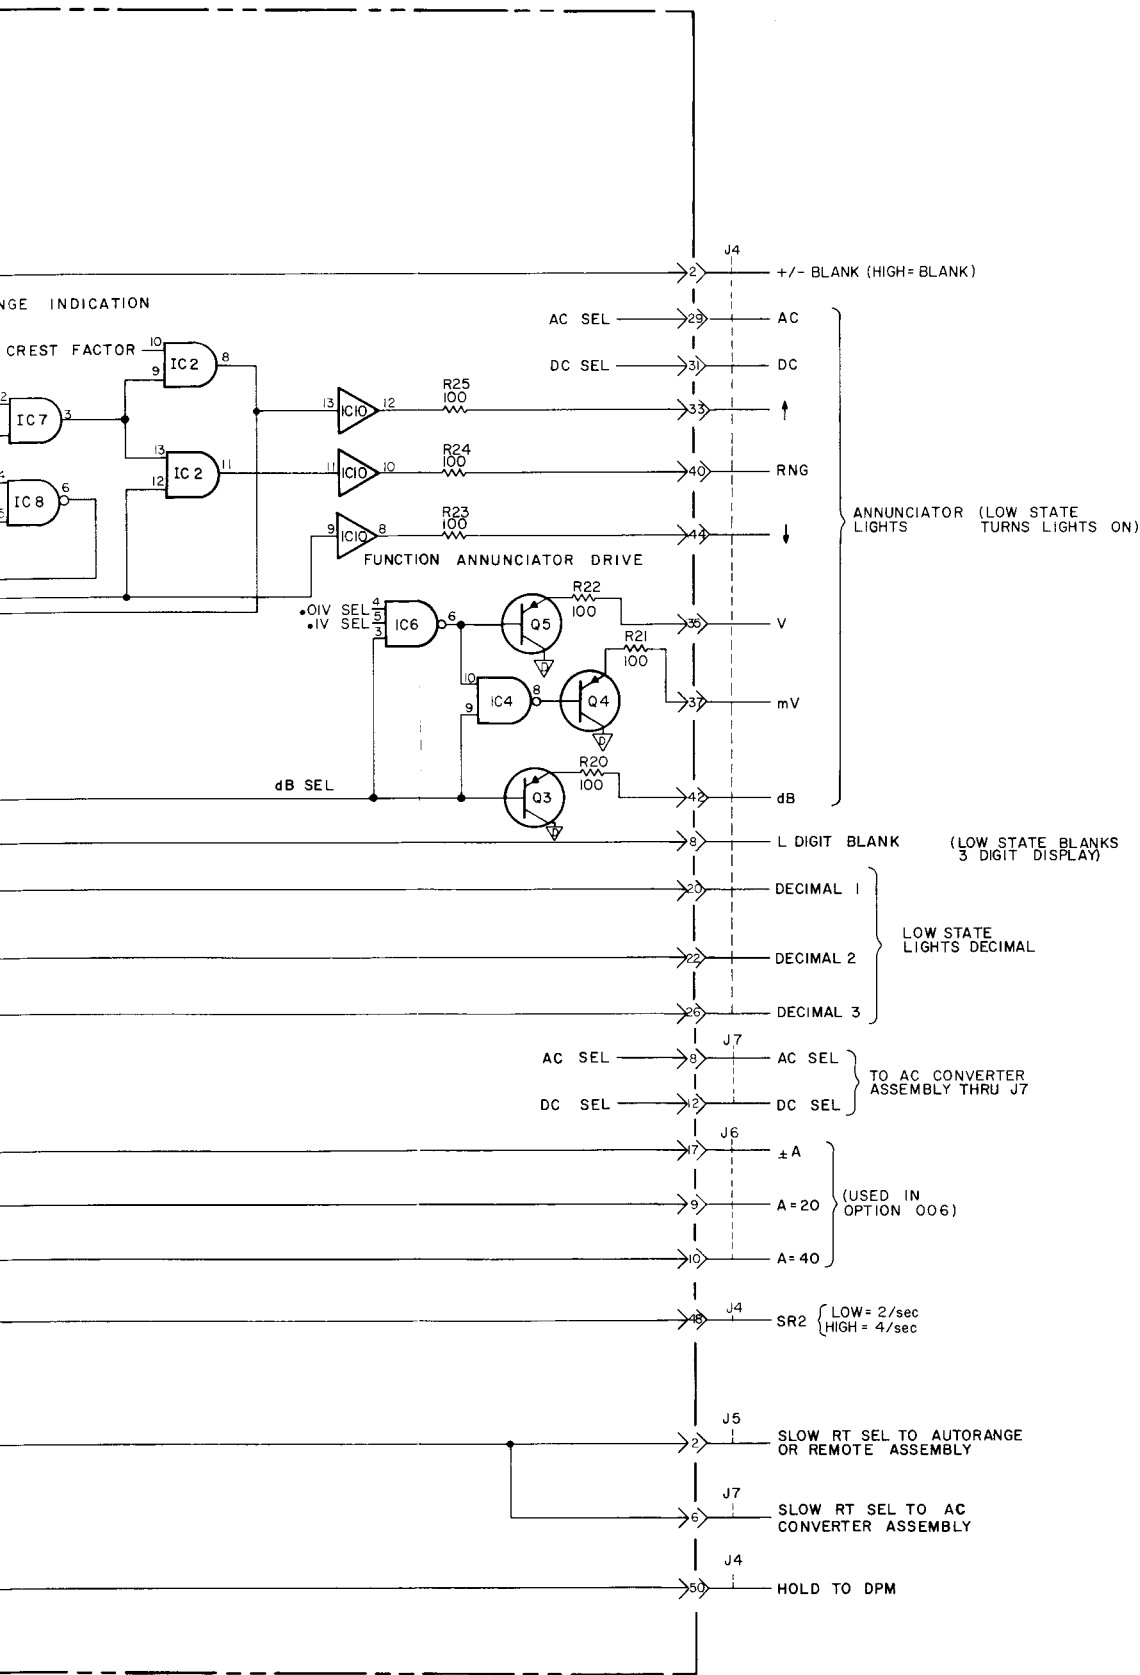 J4
2 +/- BLANK (HIGH=BLANK)
NGE INDICATION
AC SEL 29 AC
CREST FACTOR 10 IC2 8
9
DC SEL 31 DC
2 IC7 3
R25
100
13 IC10 12 33 ↑
13 IC2 11
12
R24
100
11 IC10 10 40 RNG
4 IC8 6
5
R23
100
9 IC10 8 44 ↓
ANNUNCIATOR (LOW STATE
LIGHTS TURNS LIGHTS ON)
FUNCTION ANNUNCIATOR DRIVE
R22
100
.01V SEL 4
.1V SEL 5 IC6 6 Q5 35 V
3
R21
100
10 IC4 8 Q4 37 mV
9
D
D
R20
100
dB SEL Q3 42 dB
D
8 L DIGIT BLANK (LOW STATE BLANKS
3 DIGIT DISPLAY)
20 DECIMAL 1
LOW STATE
LIGHTS DECIMAL
22 DECIMAL 2
26 DECIMAL 3
J7
AC SEL 8 AC SEL
TO AC CONVERTER
ASSEMBLY THRU J7
DC SEL 12 DC SEL
J6
17 ±A
9 A=20 (USED IN
OPTION 006)
10 A=40
J4
48 SR2 LOW= 2/sec
HIGH = 4/sec
J5
2 SLOW RT SEL TO AUTORANGE
OR REMOTE ASSEMBLY
J7
6 SLOW RT SEL TO AC
CONVERTER ASSEMBLY
J4
50 HOLD TO DPM